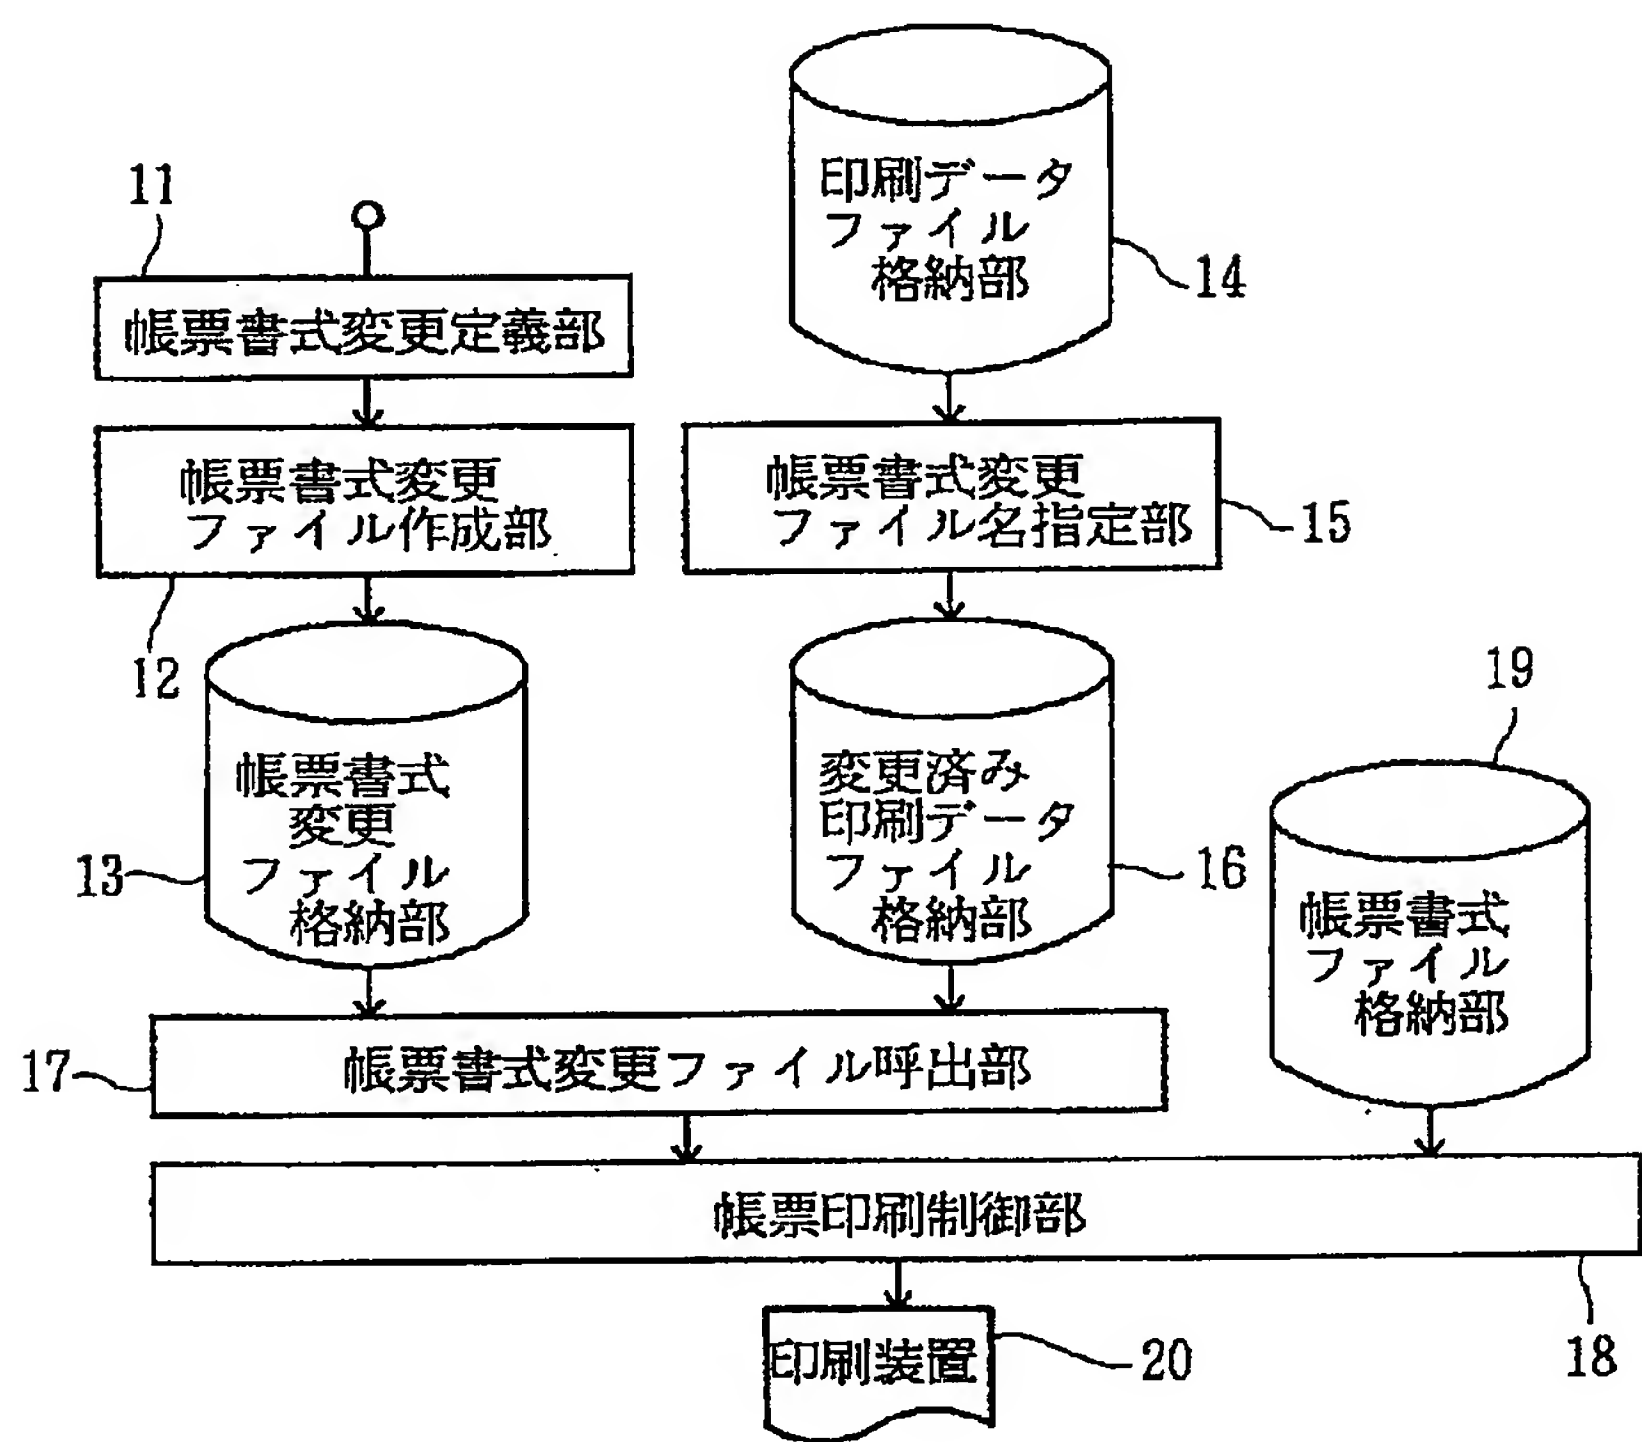 11
帳票書式変更定義部
印刷データ
ファイル
格納部
14
帳票書式変更
ファイル作成部
12
帳票書式変更
ファイル名指定部
15
帳票書式
変更
ファイル
格納部
13
変更済み
印刷データ
ファイル
格納部
16
19
帳票書式
ファイル
格納部
17
帳票書式変更ファイル呼出部
帳票印刷制御部
18
印刷装置
20